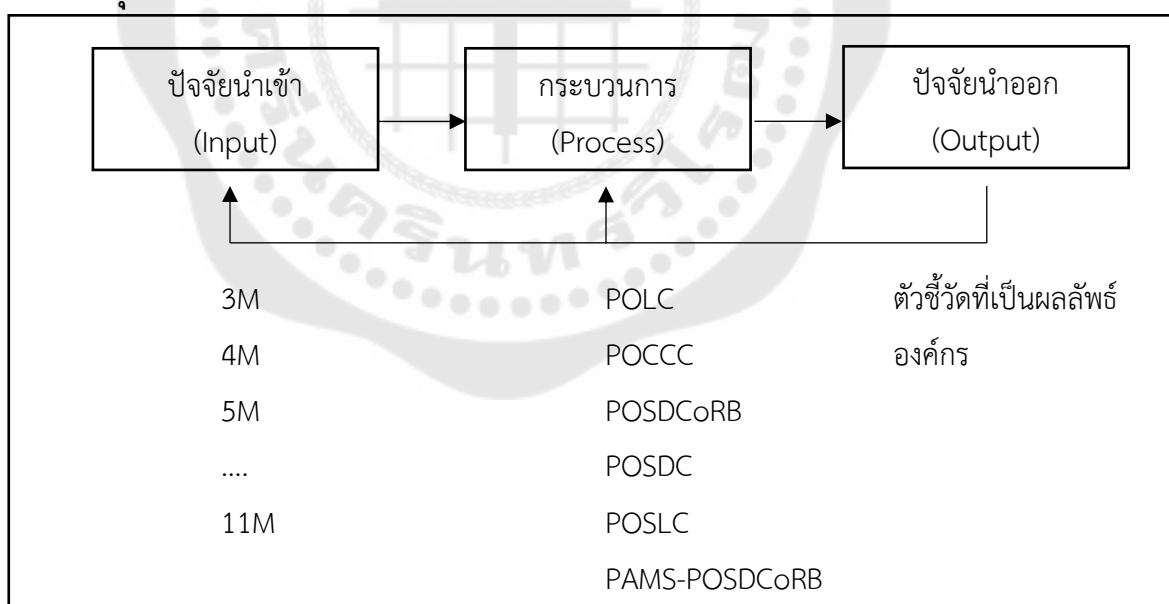 ปัจจัยนำเข้า
(Input)
กระบวนการ
(Process)
ปัจจัยนำออก
(Output)
3M
4M
5M
....
11M
POLC
POCCC
POSDCoRB
POSDC
POSLC
PAMS-POSDCoRB
ตัวชี้วัดที่เป็นผลลัพธ์
องค์กร